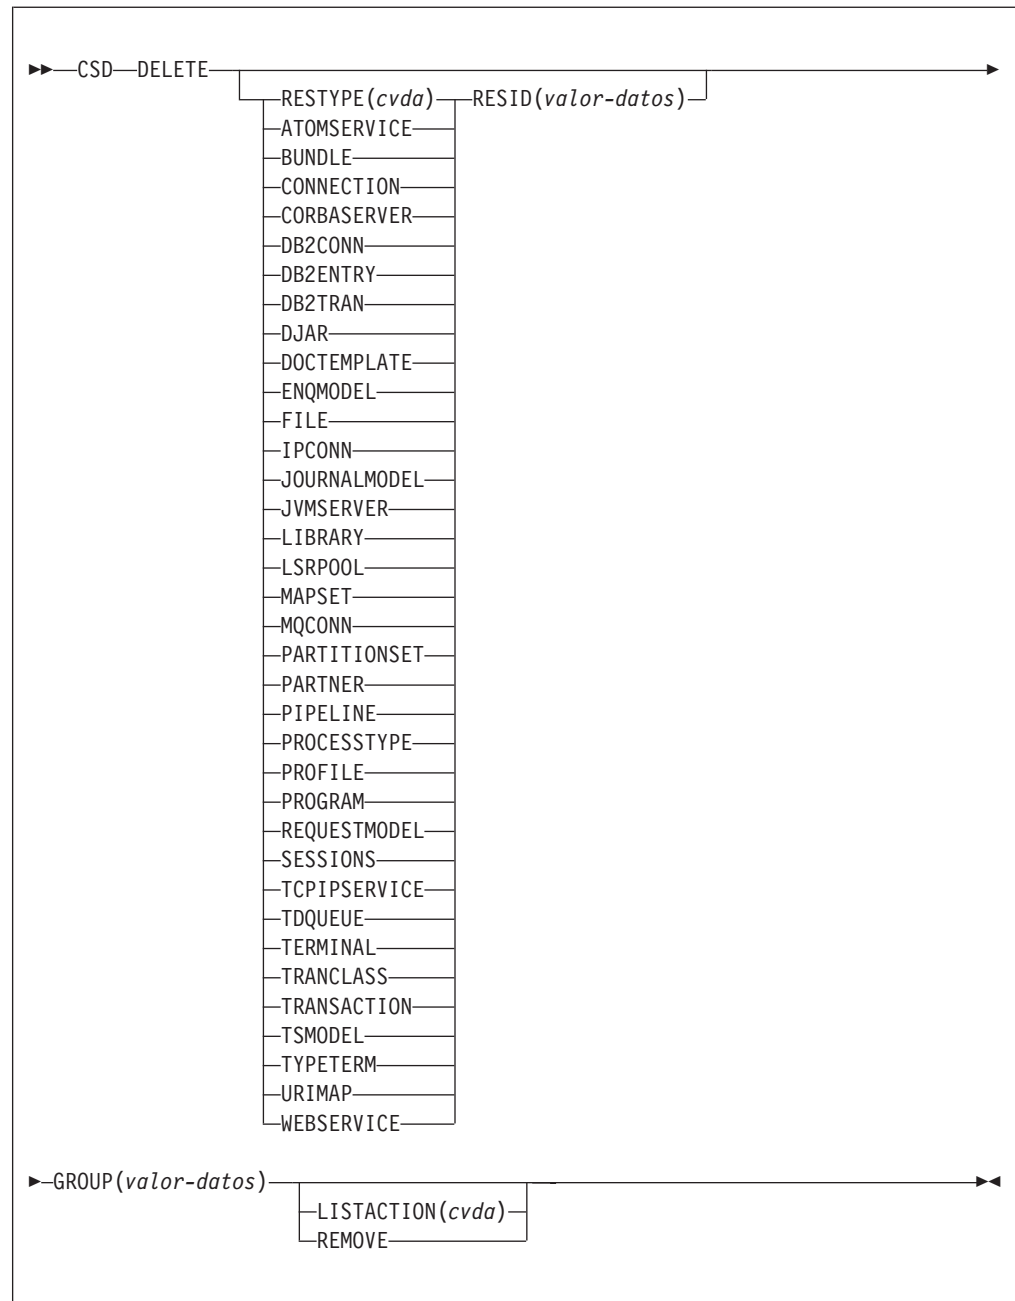 CSD DELETE
RESTYPE(cvda) RESID(valor-datos)
ATOMSERVICE
BUNDLE
CONNECTION
CORBASERVER
DB2CONN
DB2ENTRY
DB2TRAN
DJAR
DOCTEMPLATE
ENQMODEL
FILE
IPCONN
JOURNALMODEL
JVMSERVER
LIBRARY
LSRPOOL
MAPSET
MQCONN
PARTITIONSET
PARTNER
PIPELINE
PROCESSTYPE
PROFILE
PROGRAM
REQUESTMODEL
SESSIONS
TCPIPSERVICE
TDQUEUE
TERMINAL
TRANCLASS
TRANSACTION
TSMODEL
TYPETERM
URIMAP
WEBSERVICE
GROUP(valor-datos)
LISTACTION(cvda)
REMOVE